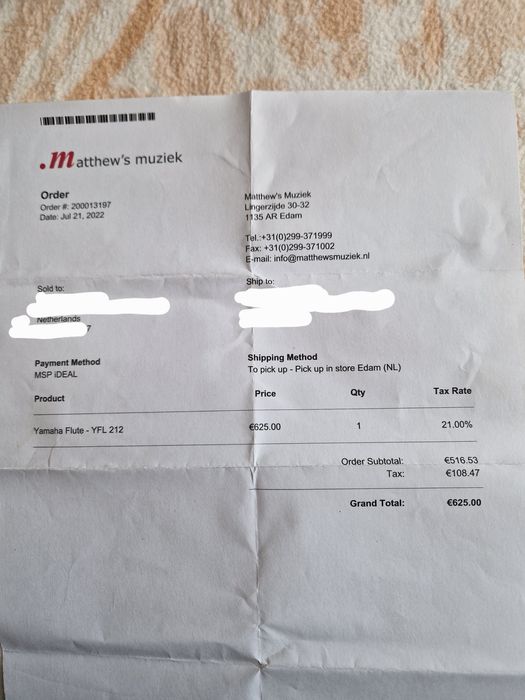 .matthew's muziek
Order
Order #: 200013197
Date: Jul 21, 2022
Matthew's Muziek
Lingerzijde 30-32
1135 AR Edam
Tel.:+31(0)299-371999
Fax: +31(0)299-371002
E-mail: info@matthewsmuziek.nl
Sold to:
Netherlands
7
Ship to:
Payment Method
MSP iDEAL
Shipping Method
To pick up - Pick up in store Edam (NL)
Product Price Qty Tax Rate
Yamaha Flute - YFL 212 €625.00 1 21.00%
Order Subtotal: €516.53
Tax: €108.47
Grand Total: €625.00